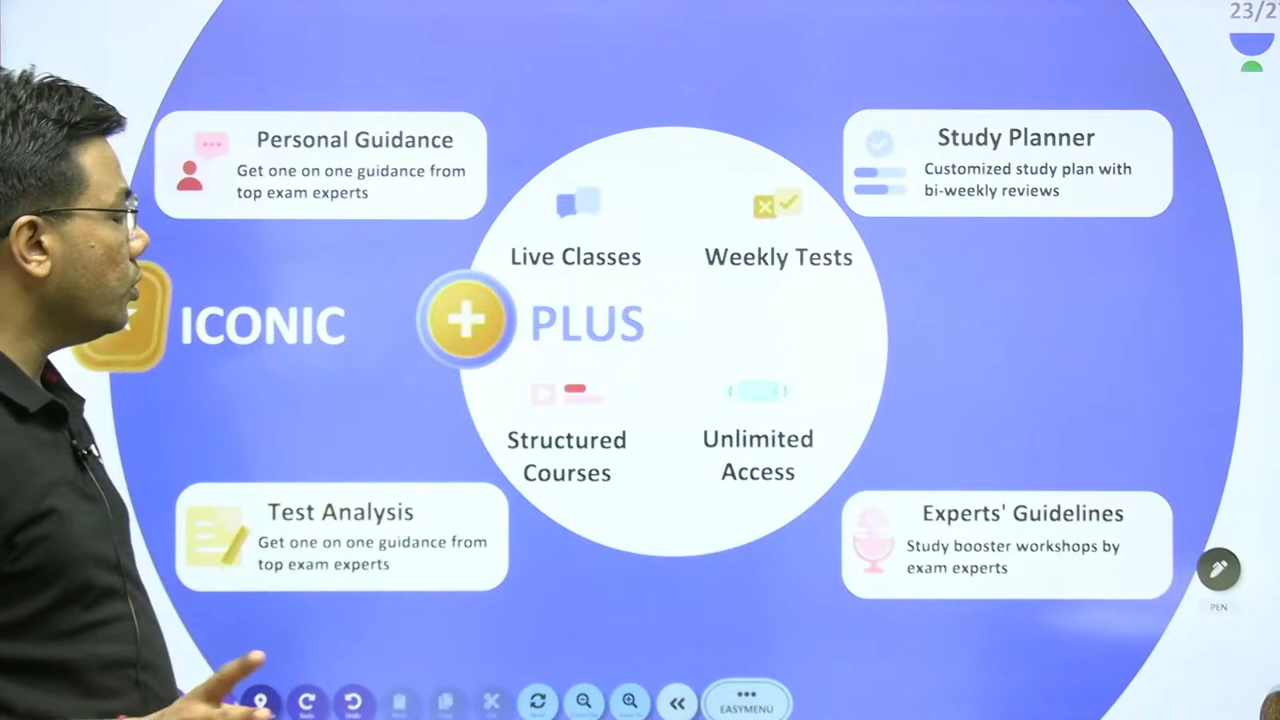 23/27
Personal Guidance
Get one on one guidance from
top exam experts
Study Planner
Customized study plan with
bi-weekly reviews
Live Classes
Weekly Tests
ICONIC
PLUS
Structured
Courses
Unlimited
Access
Test Analysis
Get one on one guidance from
top exam experts
Experts' Guidelines
Study booster workshops by
exam experts
PEN
EASYMENU